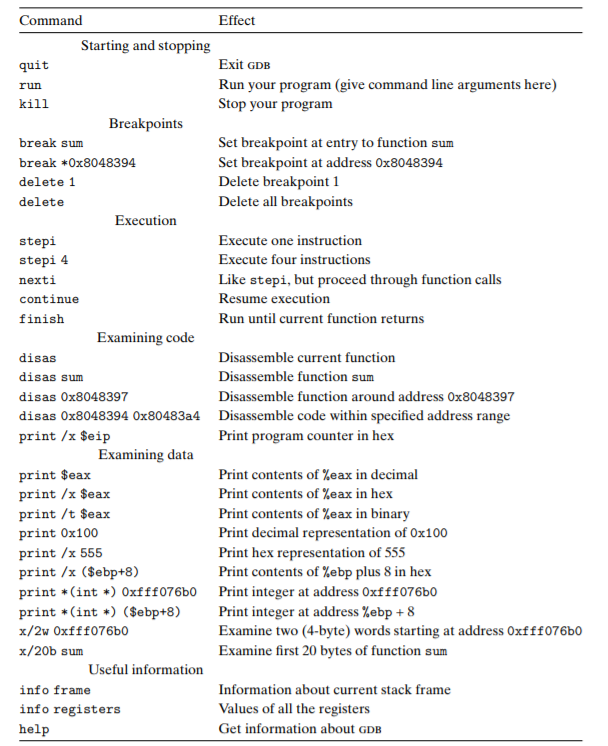 Command Effect
Starting and stopping
quit Exit GDB
run Run your program (give command line arguments here)
kill Stop your program
Breakpoints
break sum Set breakpoint at entry to function sum
break *0x8048394 Set breakpoint at address 0x8048394
delete 1 Delete breakpoint 1
delete Delete all breakpoints
Execution
stepi Execute one instruction
stepi 4 Execute four instructions
nexti Like stepi, but proceed through function calls
continue Resume execution
finish Run until current function returns
Examining code
disas Disassemble current function
disas sum Disassemble function sum
disas 0x8048397 Disassemble function around address 0x8048397
disas 0x8048394 0x80483a4 Disassemble code within specified address range
print /x $eip Print program counter in hex
Examining data
print $eax Print contents of %eax in decimal
print /x $eax Print contents of %eax in hex
print /t $eax Print contents of %eax in binary
print 0x100 Print decimal representation of 0x100
print /x 555 Print hex representation of 555
print /x ($ebp+8) Print contents of %ebp plus 8 in hex
print *(int *) 0xfff076b0 Print integer at address 0xfff076b0
print *(int *) ($ebp+8) Print integer at address %ebp + 8
x/2w 0xfff076b0 Examine two (4-byte) words starting at address 0xfff076b0
x/20b sum Examine first 20 bytes of function sum
Useful information
info frame Information about current stack frame
info registers Values of all the registers
help Get information about GDB